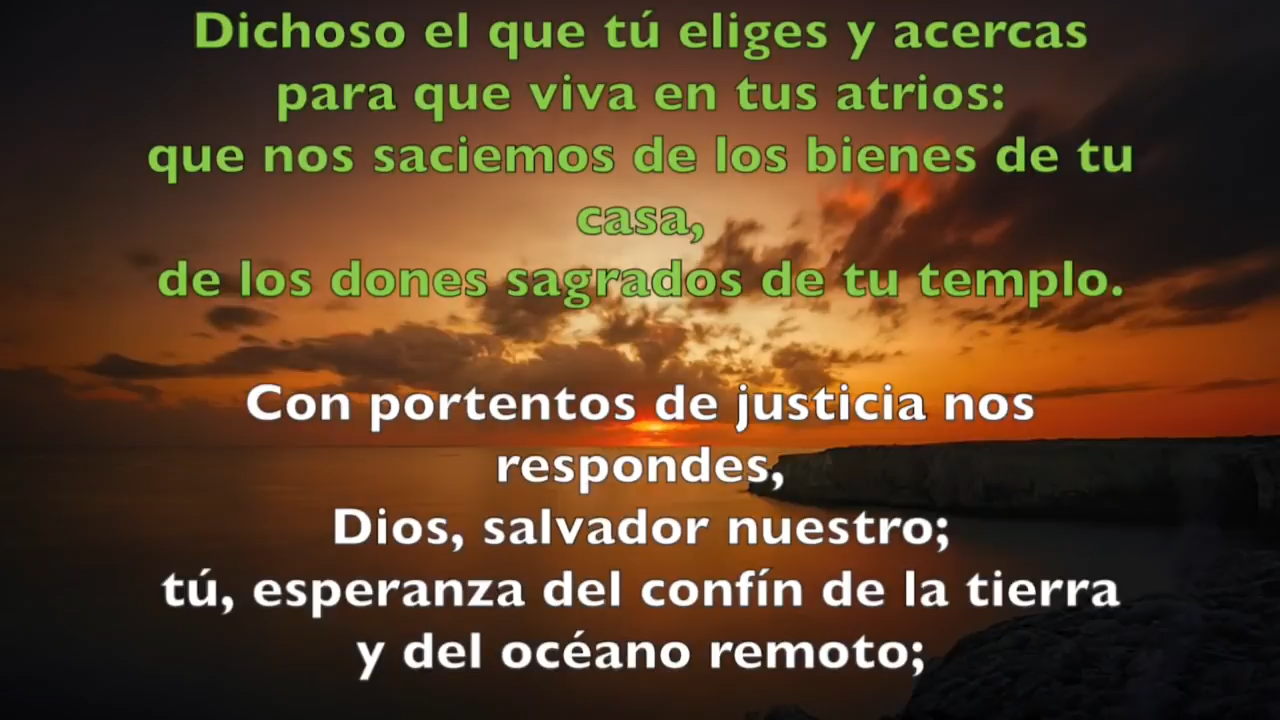 Dichoso el que tú eliges y acercas
para que viva en tus atrios:
que nos saciemos de los bienes de tu
casa,
de los dones sagrados de tu templo.
Con portentos de justicia nos
respondes,
Dios, salvador nuestro;
tú, esperanza del confín de la tierra
y del océano remoto;